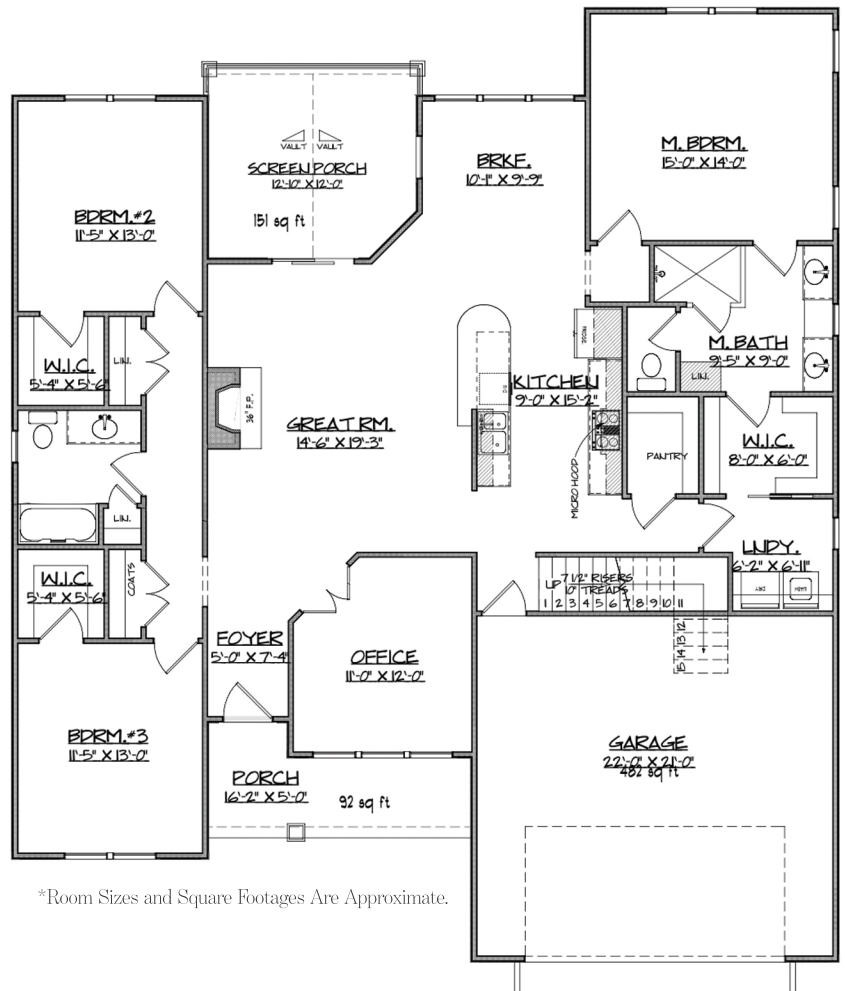 M. BDRM.
15'-0" X 14'-0"
VAULT VAULT
SCREEN PORCH
12'-10" X 12'-0"
151 sq ft
BRKF.
10'-1" X 9'-9"
BDRM. #2
11'-5" X 13'-0"
W.I.C.
5'-4" X 5'-6"
LIN.
36" F.P.
GREAT RM.
14'-6" X 19'-3"
KITCHEN
9'-0" X 15'-2"
MICRO HOOD
M. BATH
9'-5" X 9'-0"
LIN.
PANTRY
W.I.C.
8'-0" X 6'-0"
LIN.
W.I.C.
5'-4" X 5'-6"
COATS
LNDY.
6'-2" X 6'-11"
DRY
WASH
UP 7 1/2" RISERS
10" TREADS
1 2 3 4 5 6 7 8 9 10 11
15 14 13 12
FOYER
5'-0" X 7'-4"
OFFICE
11'-0" X 12'-0"
BDRM. #3
11'-5" X 13'-0"
PORCH
16'-2" X 5'-0"
92 sq ft
GARAGE
22'-0" X 21'-0"
482 sq ft
*Room Sizes and Square Footages Are Approximate.